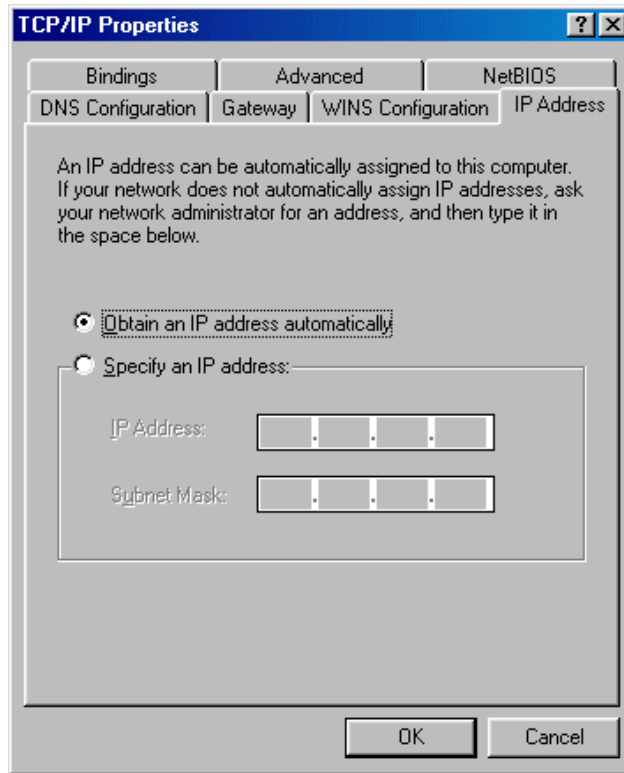 TCP/IP Properties
Bindings Advanced NetBIOS
DNS Configuration Gateway WINS Configuration IP Address
An IP address can be automatically assigned to this computer.
If your network does not automatically assign IP addresses, ask
your network administrator for an address, and then type it in
the space below.
Obtain an IP address automatically
Specify an IP address:
IP Address:
Subnet Mask:
OK Cancel